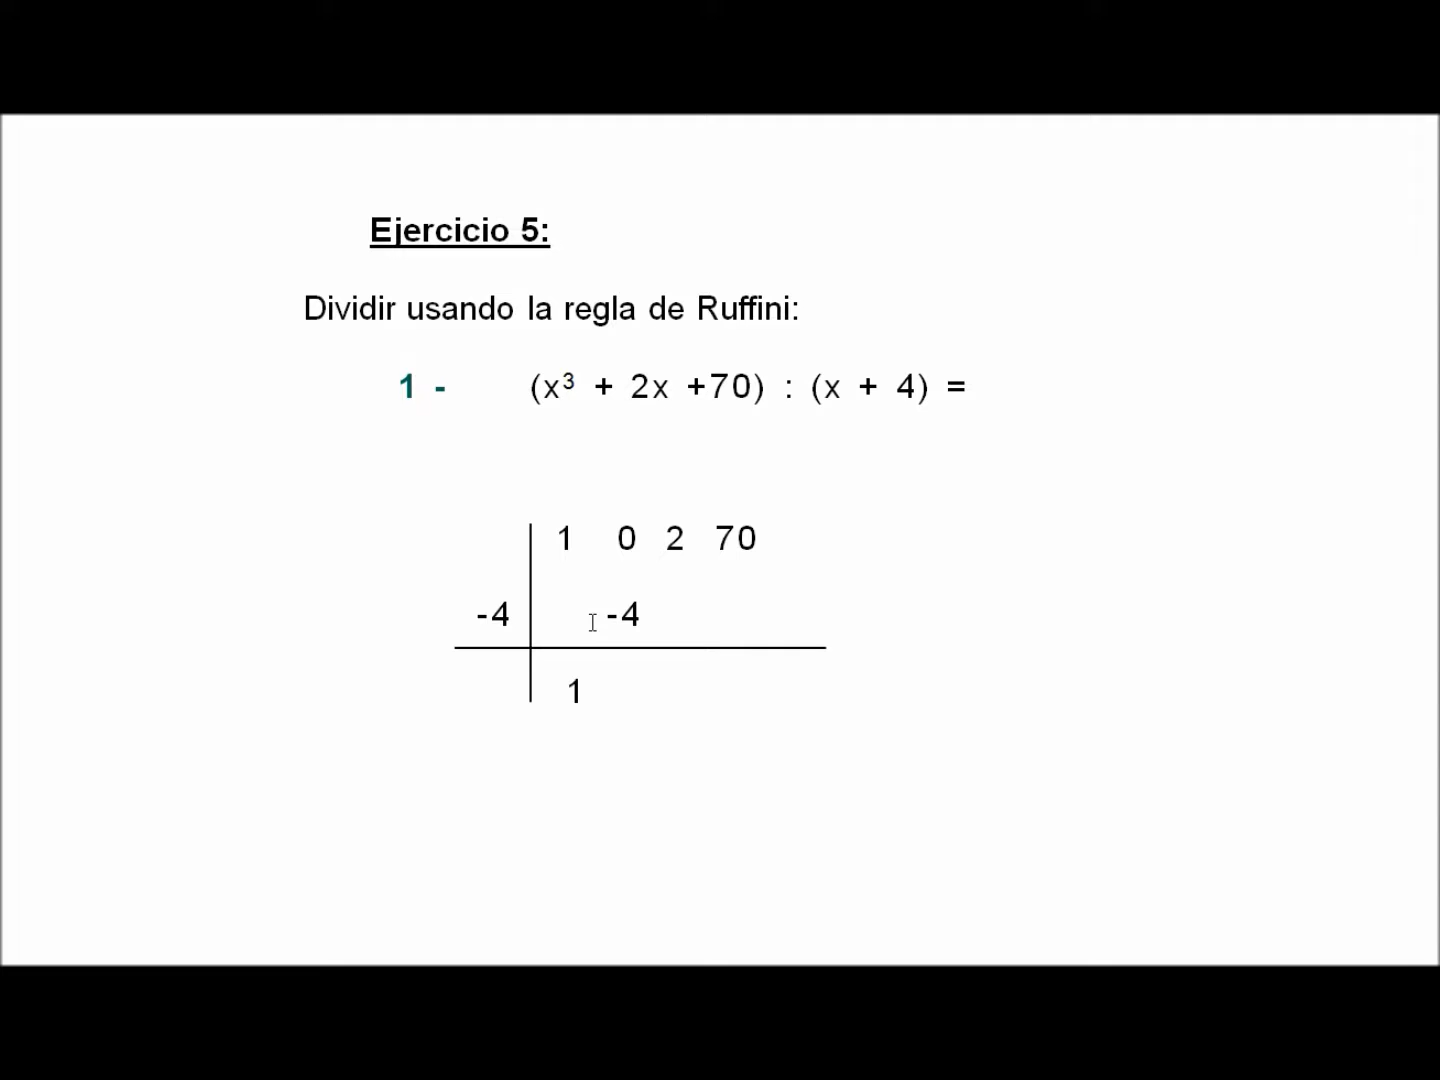 Ejercicio 5:
Dividir usando la regla de Ruffini:
1 - (x³ + 2x +70) : (x + 4) =
1 0 2 70
-4 -4
1